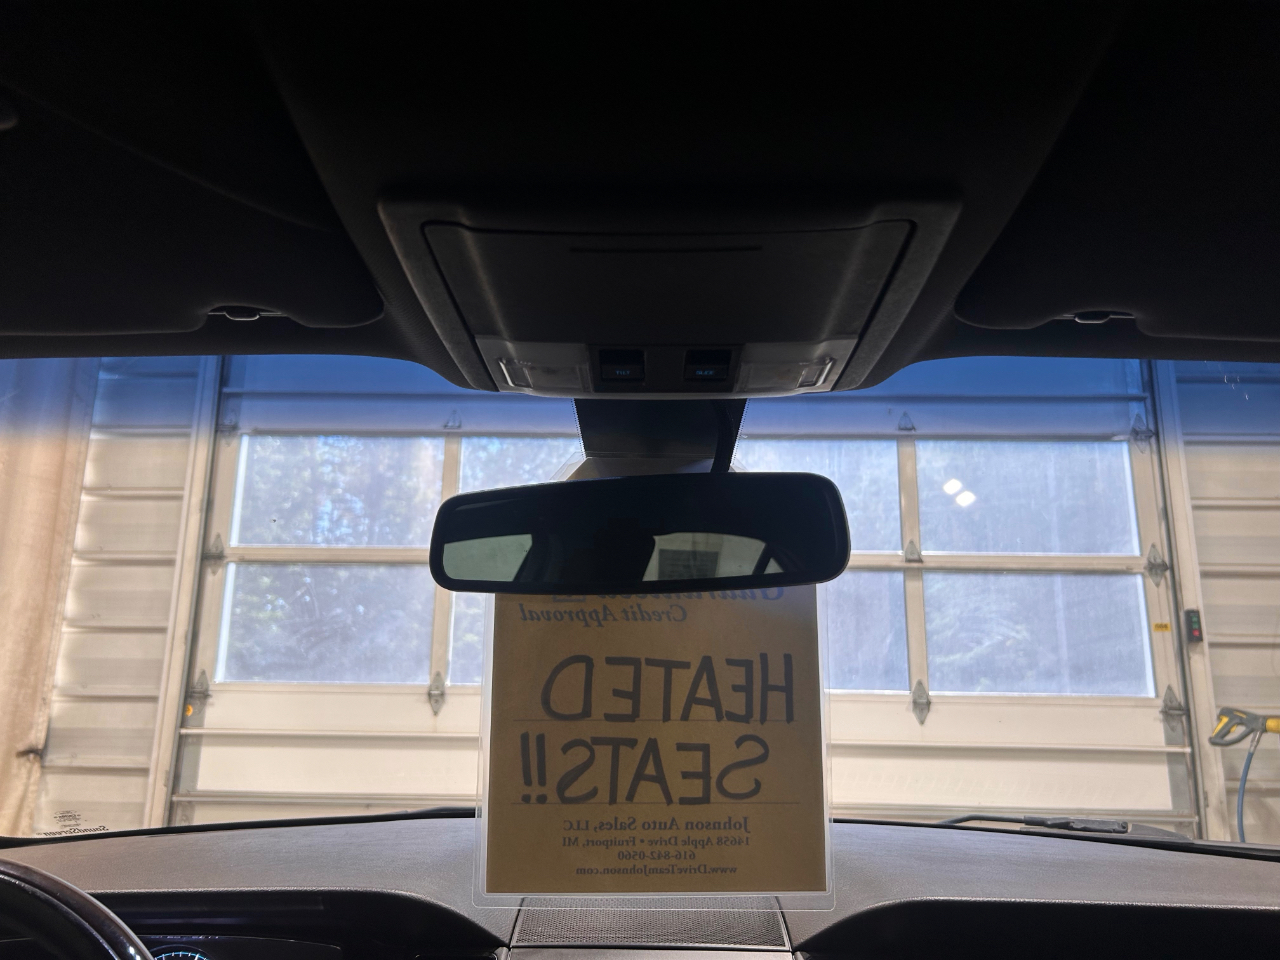 Credit Approval
HEATED
SEATS!!
Johnson Auto Sales, LLC
14658 Apple Drive • Fruitport, MI
616-842-0560
www.DriveTeamJohnson.com
SoundScreen